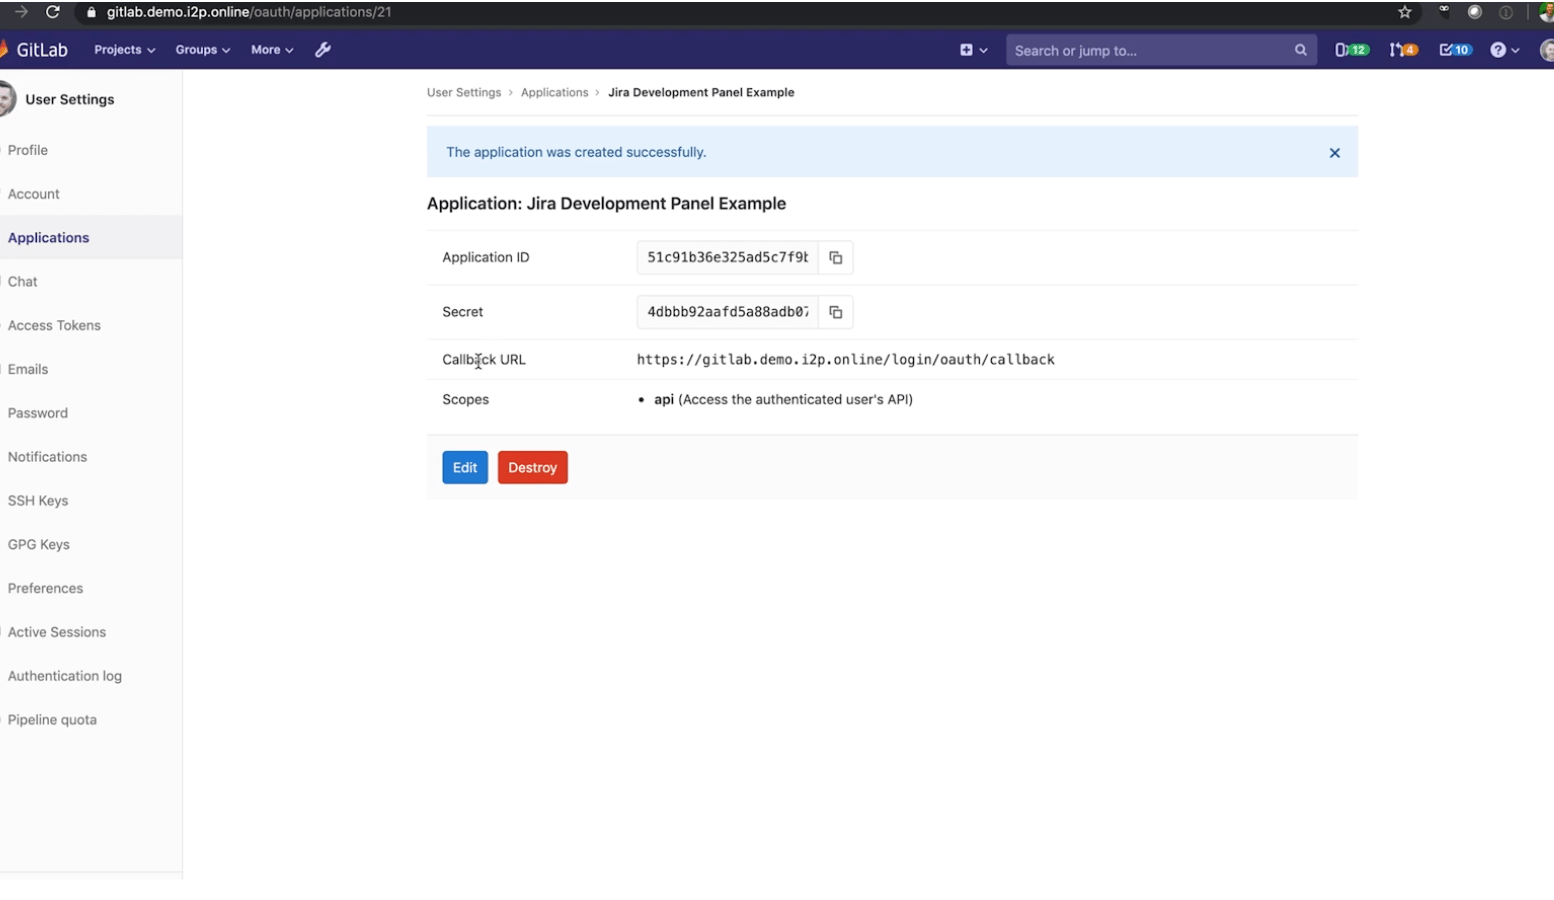 gitlab.demo.i2p.online/oauth/applications/21
GitLab Projects Groups More Search or jump to... 12 4 10
User Settings
Profile
Account
Applications
Chat
Access Tokens
Emails
Password
Notifications
SSH Keys
GPG Keys
Preferences
Active Sessions
Authentication log
Pipeline quota
User Settings > Applications > Jira Development Panel Example
The application was created successfully.
Application: Jira Development Panel Example
Application ID 51c91b36e325ad5c7f9b
Secret 4dbbb92aafd5a88adb07
Callback URL https://gitlab.demo.i2p.online/login/oauth/callback
Scopes • api (Access the authenticated user's API)
Edit Destroy